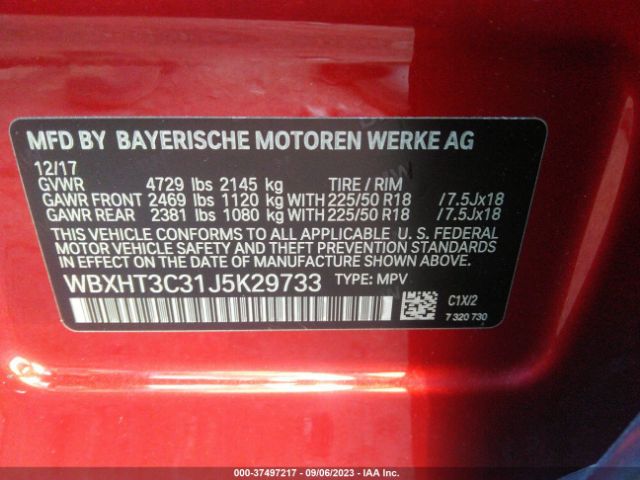 MFD BY BAYERISCHE MOTOREN WERKE AG
12/17
GVWR 4729 lbs 2145 kg TIRE / RIM
GAWR FRONT 2469 lbs 1120 kg WITH 225/50 R18 /7.5Jx18
GAWR REAR 2381 lbs 1080 kg WITH 225/50 R18 /7.5Jx18
THIS VEHICLE CONFORMS TO ALL APPLICABLE U. S. FEDERAL
MOTOR VEHICLE SAFETY AND THEFT PREVENTION STANDARDS
IN EFFECT ON THE DATE OF MANUFACTURE SHOWN ABOVE.
WBXHT3C31J5K29733 TYPE: MPV
C1X/2
7 320 730
000-37497217 - 09/06/2023 - IAA Inc.